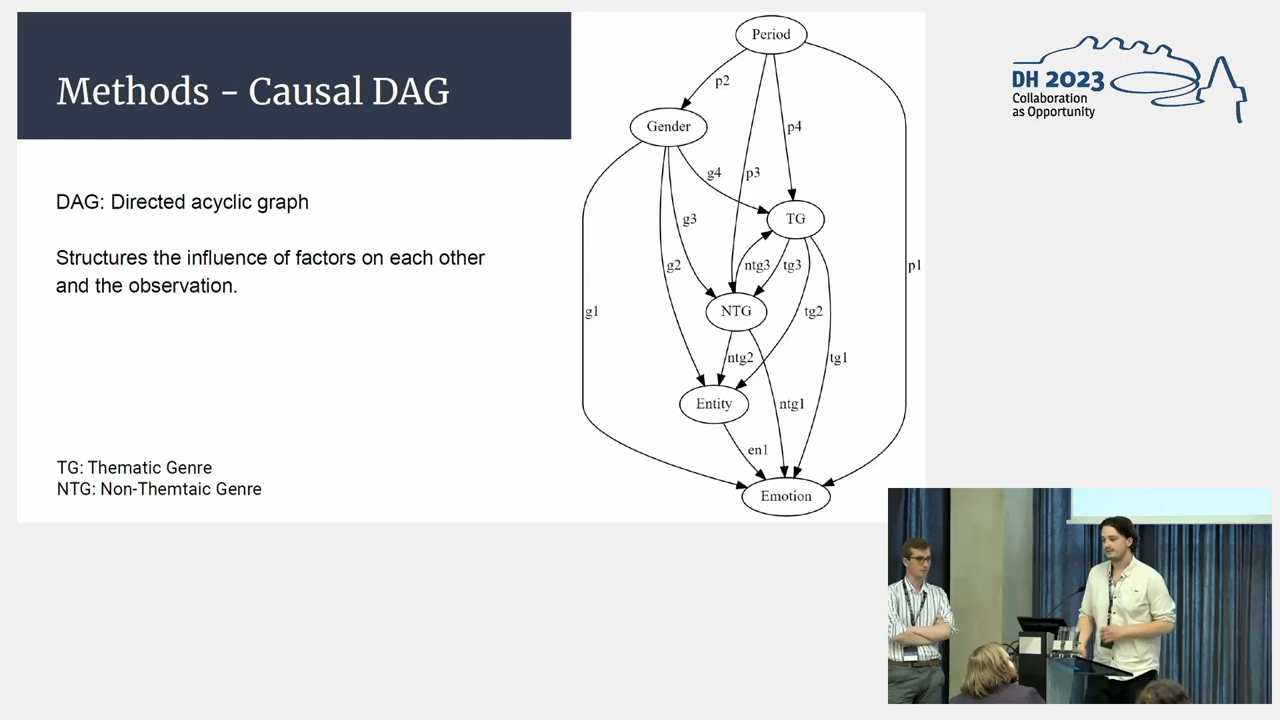 Methods - Causal DAG
DAG: Directed acyclic graph
Structures the influence of factors on each other
and the observation.
TG: Thematic Genre
NTG: Non-Themtaic Genre
Period
p2
Gender
p4
g4
p3
g3
TG
g2
ntg3
tg3
p1
g1
NTG
tg2
ntg2
tg1
Entity
ntg1
en1
Emotion
DH 2023
Collaboration
as Opportunity